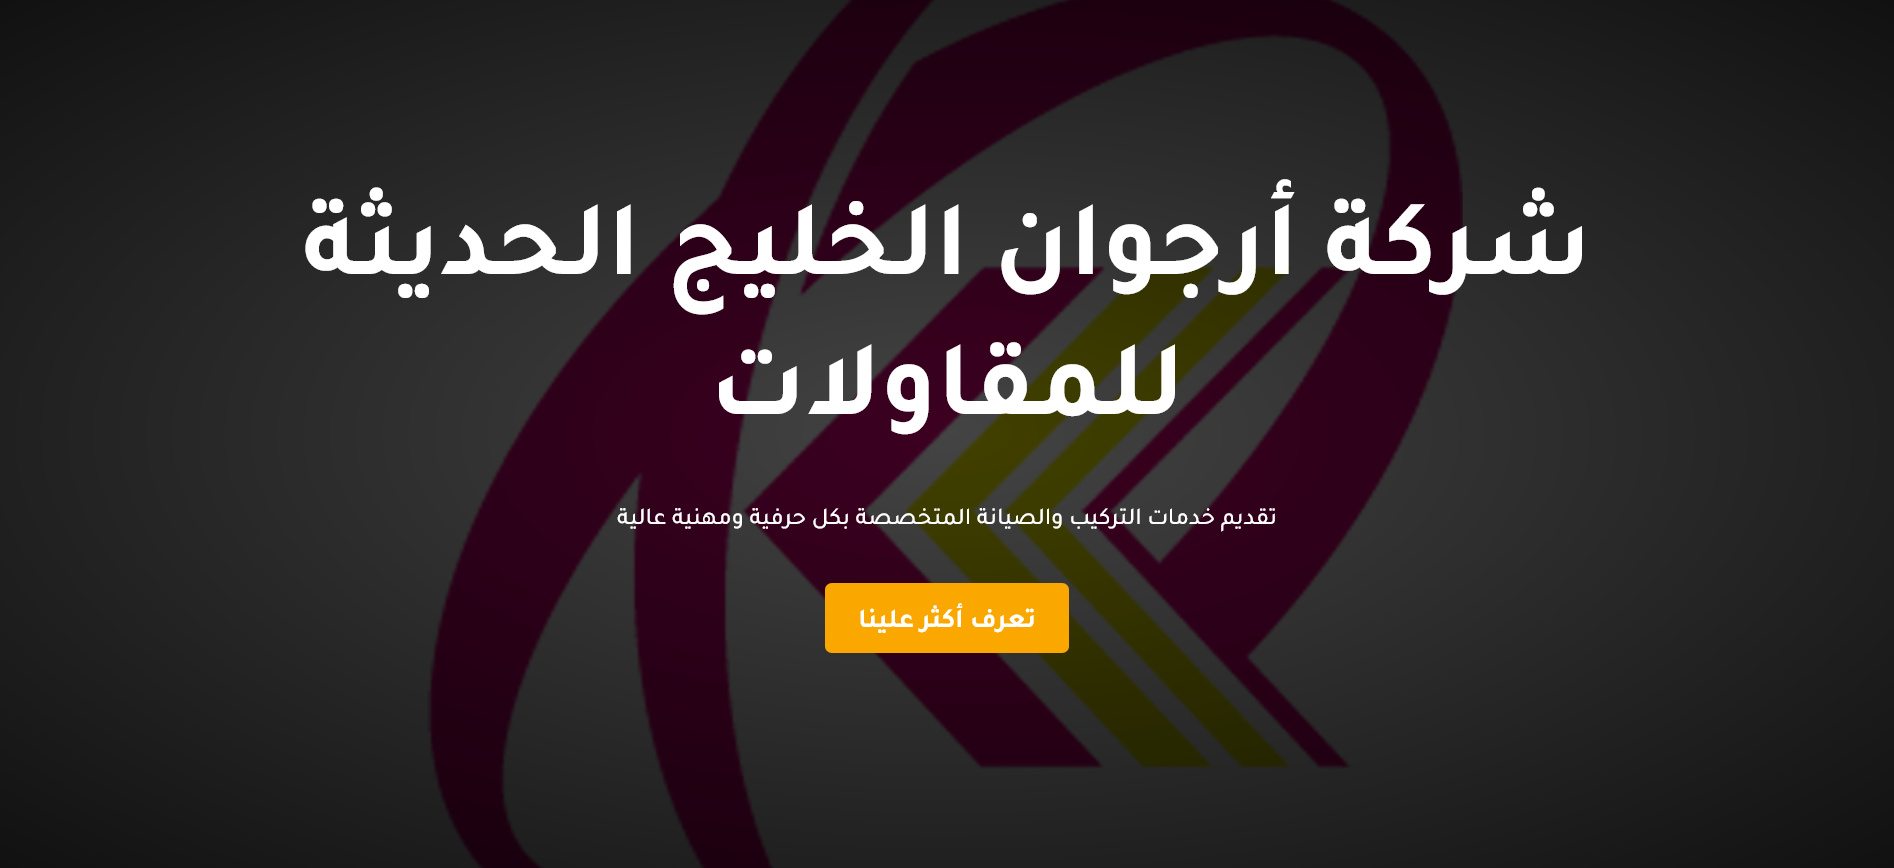 شركة أرجوان الخليج الحديثة
للمقاولات
تقديم خدمات التركيب والصيانة المتخصصة بكل حرفية ومهنية عالية
تعرف أكثر علينا